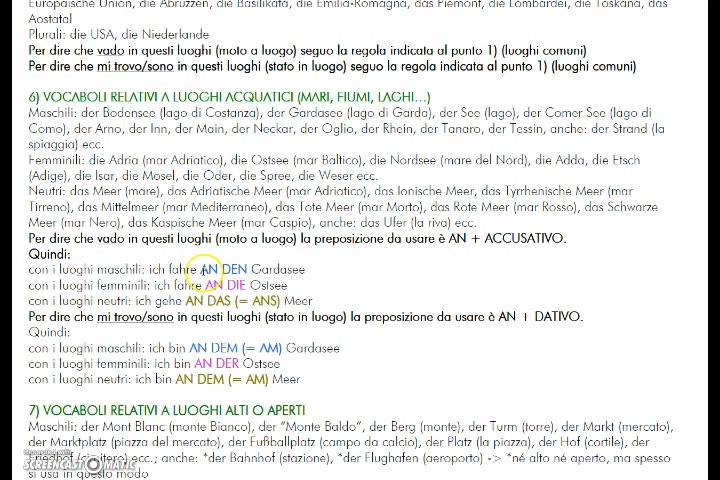 Europäische Union, die Abruzzen, die Basilikata, die Emilia-Romagna, das Piemont, die Lombardei, die Toskana, das
Aostatal
Plurali: die USA, die Niederlande
Per dire che vado in questi luoghi (moto a luogo) seguo la regola indicata al punto 1) (luoghi comuni)
Per dire che mi trovo/sono in questi luoghi (stato in luogo) seguo la regola indicata al punto 1) (luoghi comuni)
6) VOCABOLI RELATIVI A LUOGHI ACQUATICI (MARI, FIUMI, LAGHI...)
Maschili: der Bodensee (lago di Costanza), der Gardasee (lago di Garda), der See (lago), der Comer See (lago di
Como), der Arno, der Inn, der Main, der Neckar, der Oglio, der Rhein, der Tanaro, der Tessin, anche: der Strand (la
spiaggia) ecc.
Femminili: die Adria (mar Adriatico), die Ostsee (mar Baltico), die Nordsee (mare del Nord), die Adda, die Etsch
(Adige), die Isar, die Mosel, die Oder, die Spree, die Weser ecc.
Neutri: das Meer (mare), das Adriatische Meer (mar Adriatico), das Ionische Meer, das Tyrrhenische Meer (mar
Tirreno), das Mittelmeer (mar Mediterraneo), das Tote Meer (mar Morto), das Rote Meer (mar Rosso), das Schwarze
Meer (mar Nero), das Kaspische Meer (mar Caspio), anche: das Ufer (la riva) ecc.
Per dire che vado in questi luoghi (moto a luogo) la preposizione da usare è AN + ACCUSATIVO.
Quindi:
con i luoghi maschili: ich fahre AN DEN Gardasee
con i luoghi femminili: ich fahre AN DIE Ostsee
con i luoghi neutri: ich gehe AN DAS (= ANS) Meer
Per dire che mi trovo/sono in questi luoghi (stato in luogo) la preposizione da usare è AN + DATIVO.
Quindi:
con i luoghi maschili: ich bin AN DEM (= AM) Gardasee
con i luoghi femminili: ich bin AN DER Ostsee
con i luoghi neutri: ich bin AN DEM (= AM) Meer
7) VOCABOLI RELATIVI A LUOGHI ALTI O APERTI
Maschili: der Mont Blanc (monte Bianco), der "Monte Baldo", der Berg (monte), der Turm (torre), der Markt (mercato),
der Marktplatz (piazza del mercato), der Fußballplatz (campo da calcio), der Platz (la piazza), der Hof (cortile), der
Friedhof (cimitero) ecc.; anche: *der Bahnhof (stazione), *der Flughafen (aeroporto) -> *né alto né aperto, ma spesso
si usa in questo modo
SCREENCAST-O-MATIC